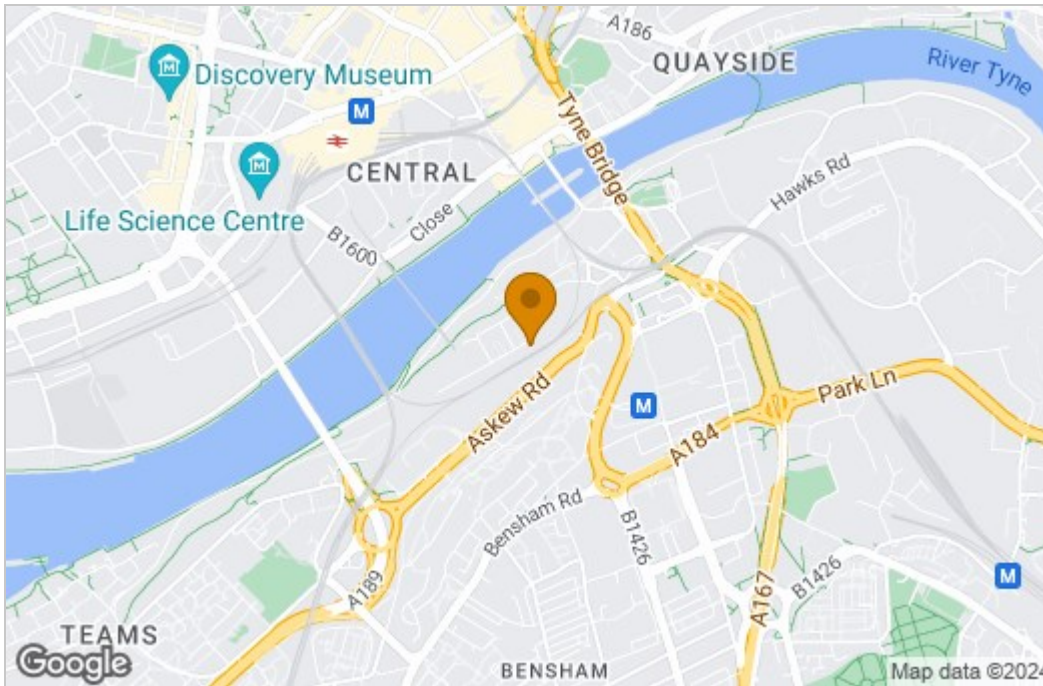 A186
QUAYSIDE
River Tyne
M
Discovery Museum
M
Tyne Bridge
M
CENTRAL
Life Science Centre
Close
B1600
Hawks Rd
Askew Rd
Park Ln
M
A184
Bensham Rd
B1426
A167
B1426
M
A189
TEAMS
Google
BENSHAM
Map data ©2024